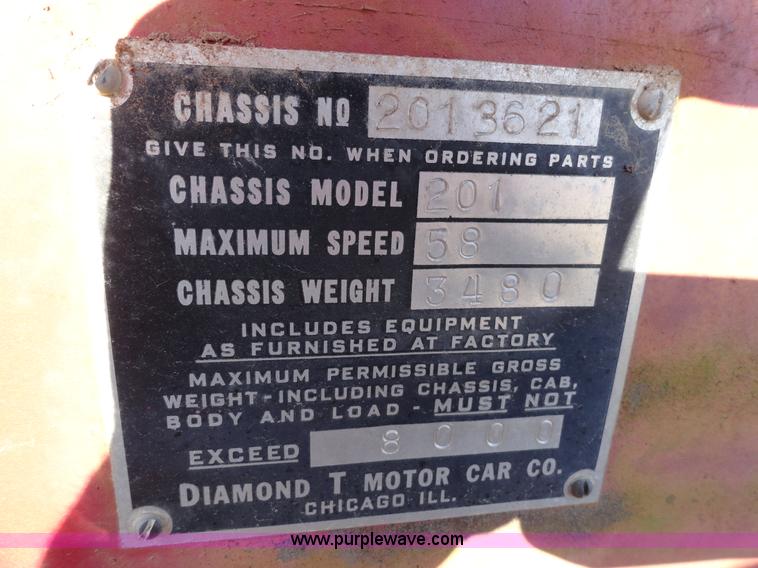 CHASSIS NO 2013621
GIVE THIS NO. WHEN ORDERING PARTS
CHASSIS MODEL 201
MAXIMUM SPEED 58
CHASSIS WEIGHT 3480
INCLUDES EQUIPMENT
AS FURNISHED AT FACTORY
MAXIMUM PERMISSIBLE GROSS
WEIGHT-INCLUDING CHASSIS, CAB,
BODY AND LOAD - MUST NOT
EXCEED 8000
DIAMOND T MOTOR CAR CO.
CHICAGO ILL.
www.purplewave.com